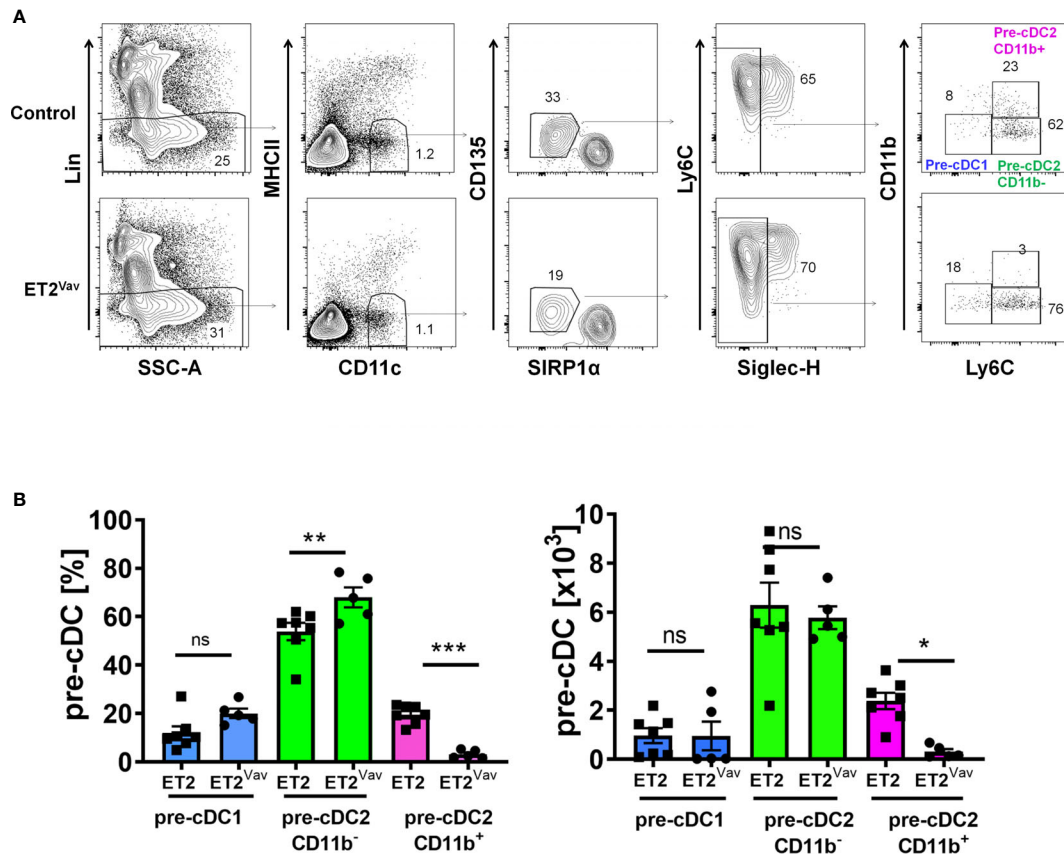 A
Control
Lin
25
MHCII
1.2
CD135
33
Ly6C
65
CD11b
Pre-cDC2
CD11b+
23
8
62
Pre-cDC1
Pre-cDC2
CD11b-
ET2Vav
31
1.1
19
70
18
3
76
SSC-A
CD11c
SIRP1α
Siglec-H
Ly6C
B
pre-cDC [%]
100
80
60
40
20
0
ns
**
***
ET2 ET2Vav ET2 ET2Vav ET2 ET2Vav
pre-cDC1
pre-cDC2
CD11b-
pre-cDC2
CD11b+
pre-cDC [x10³]
10
8
6
4
2
0
ns
ns
*
ET2 ET2Vav ET2 ET2Vav ET2 ET2Vav
pre-cDC1
pre-cDC2
CD11b-
pre-cDC2
CD11b+